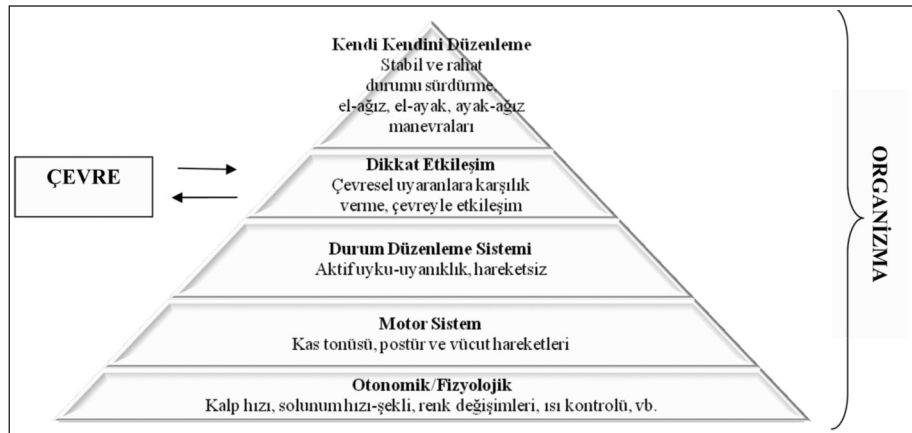 Kendi Kendini Düzenleme
Stabil ve rahat
durumu sürdürme,
el-ağız, el-ayak, ayak-ağız
manevraları
Dikkat Etkileşim
Çevresel uyaranlara karşılık
verme, çevreyle etkileşim
ÇEVRE
Durum Düzenleme Sistemi
Aktif uyku-uyanıklık, hareketsiz
Motor Sistem
Kas tonüsü, postür ve vücut hareketleri
Otonomik/Fizyolojik
Kalp hızı, solunum hızı-şekli, renk değişimleri, ısı kontrolü, vb.
ORGANİZMA